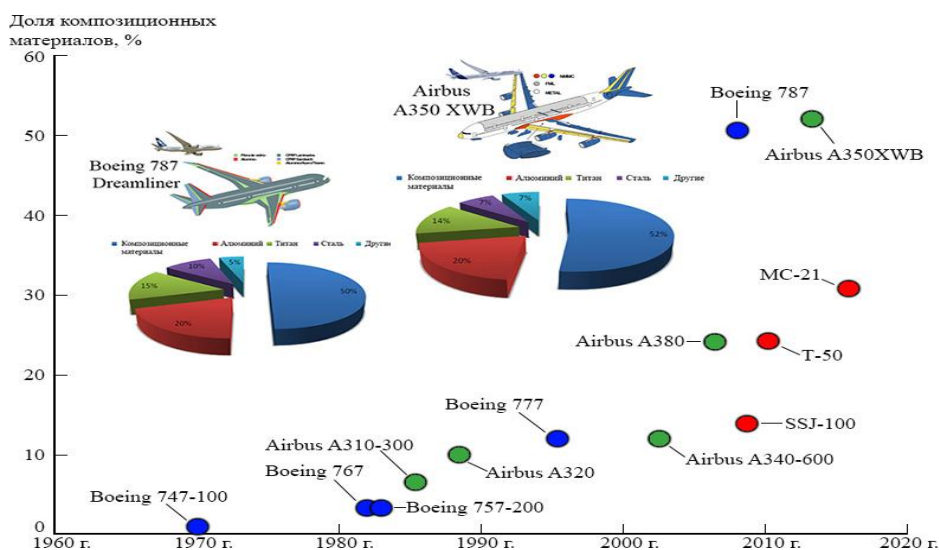 Доля композиционных
материалов, %
60
50
40
30
20
10
0
1960 г.
1970 г.
1980 г.
1990 г.
2000 г.
2010 г.
2020 г.
Boeing 787
Dreamliner
Композиционные
материалы
Алюминий
Титан
Сталь
Другие
50%
20%
15%
10%
5%
Airbus
A350 XWB
FML
METAL
Композиционные
материалы
Алюминий
Титан
Сталь
Другие
52%
20%
14%
7%
7%
Boeing 787
Airbus A350XWB
МС-21
Airbus A380
Т-50
Boeing 777
SSJ-100
Airbus A310-300
Airbus A320
Airbus A340-600
Boeing 767
Boeing 757-200
Boeing 747-100